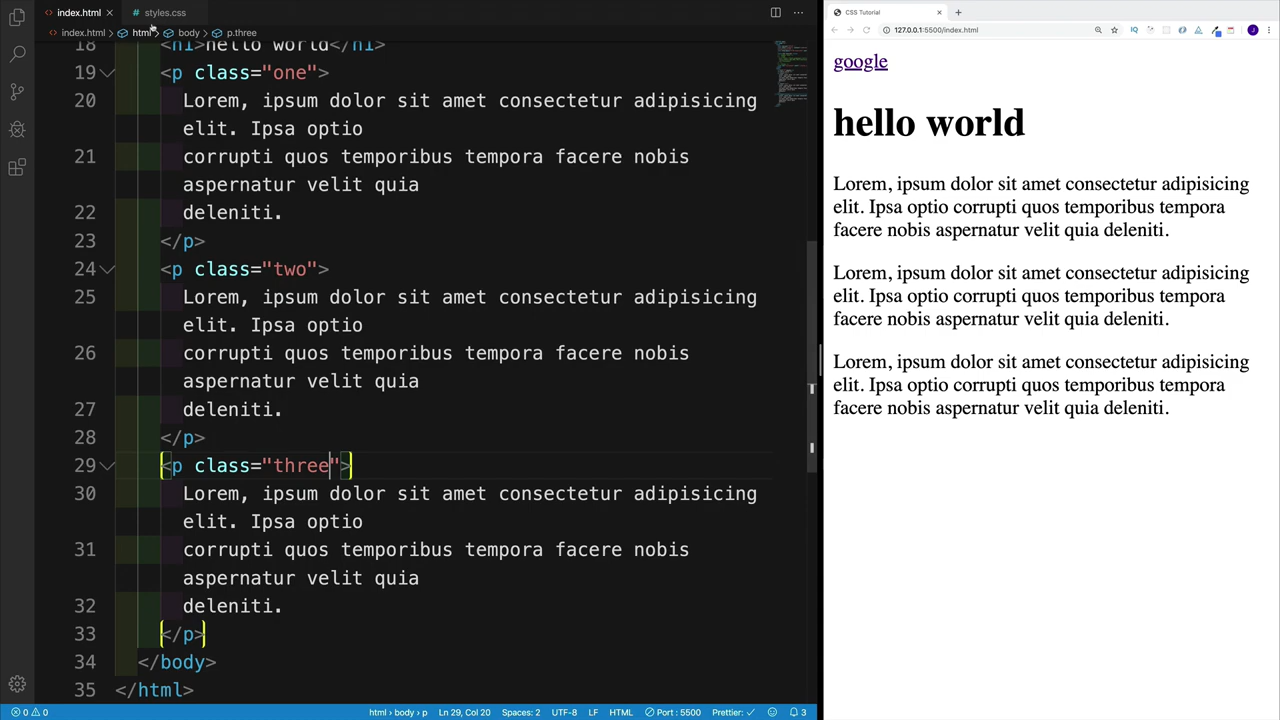 index.html
styles.css
index.html > html > body >
18 <h1>hello world</h1>
19 <p class="one">
20 Lorem, ipsum dolor sit amet consectetur adipisicing
elit. Ipsa optio
21 corrupti quos temporibus tempora facere nobis
aspernatur velit quia
22 deleniti.
23 </p>
24 <p class="two">
25 Lorem, ipsum dolor sit amet consectetur adipisicing
elit. Ipsa optio
26 corrupti quos temporibus tempora facere nobis
aspernatur velit quia
27 deleniti.
28 </p>
29 <p class="three">
30 Lorem, ipsum dolor sit amet consectetur adipisicing
elit. Ipsa optio
31 corrupti quos temporibus tempora facere nobis
aspernatur velit quia
32 deleniti.
33 </p>
34 </body>
35 </html>
0 0
html > body > p
Ln 29, Col 20
Spaces: 2
UTF-8
LF
HTML
Port : 5500
Prettier: ✓
3
CSS Tutorial
127.0.0.1:5500/index.html
IQ
J
google
hello world
Lorem, ipsum dolor sit amet consectetur adipisicing
elit. Ipsa optio corrupti quos temporibus tempora
facere nobis aspernatur velit quia deleniti.
Lorem, ipsum dolor sit amet consectetur adipisicing
elit. Ipsa optio corrupti quos temporibus tempora
facere nobis aspernatur velit quia deleniti.
Lorem, ipsum dolor sit amet consectetur adipisicing
elit. Ipsa optio corrupti quos temporibus tempora
facere nobis aspernatur velit quia deleniti.